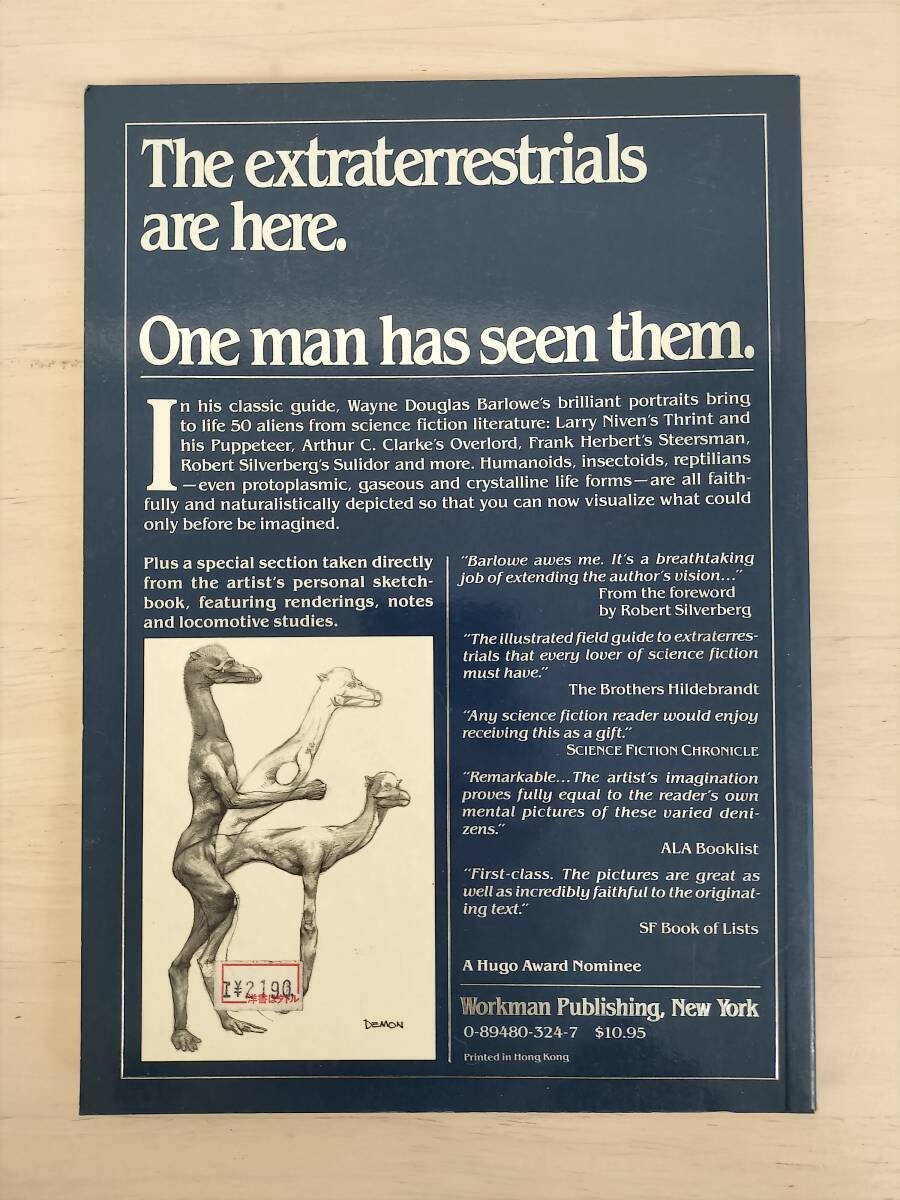 The extraterrestrials
are here.
One man has seen them.
In his classic guide, Wayne Douglas Barlowe's brilliant portraits bring
to life 50 aliens from science fiction literature: Larry Niven's Thrint and
his Puppeteer, Arthur C. Clarke's Overlord, Frank Herbert's Steersman,
Robert Silverberg's Sulidor and more. Humanoids, insectoids, reptilians
—even protoplasmic, gaseous and crystalline life forms—are all faith-
fully and naturalistically depicted so that you can now visualize what could
only before be imagined.
Plus a special section taken directly
from the artist's personal sketch-
book, featuring renderings, notes
and locomotive studies.
I¥2190
洋書はタトル
DEMON
"Barlowe awes me. It's a breathtaking
job of extending the author's vision..."
From the foreword
by Robert Silverberg
"The illustrated field guide to extraterres-
trials that every lover of science fiction
must have."
The Brothers Hildebrandt
"Any science fiction reader would enjoy
receiving this as a gift."
SCIENCE FICTION CHRONICLE
"Remarkable...The artist's imagination
proves fully equal to the reader's own
mental pictures of these varied deni-
zens."
ALA Booklist
"First-class. The pictures are great as
well as incredibly faithful to the originat-
ing text."
SF Book of Lists
A Hugo Award Nominee
Workman Publishing, New York
0-89480-324-7 $10.95
Printed in Hong Kong